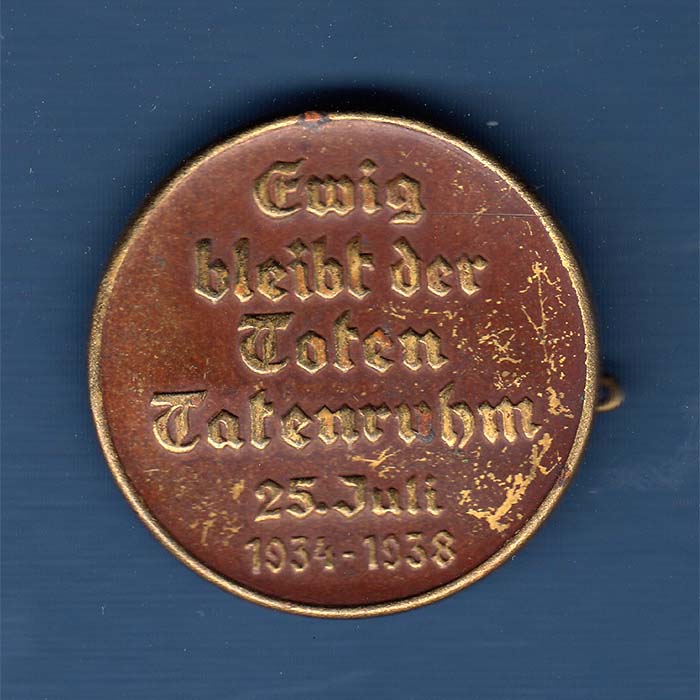 Ewig
bleibt der
Toten
Tatenruhm
25. Juli
1934-1938